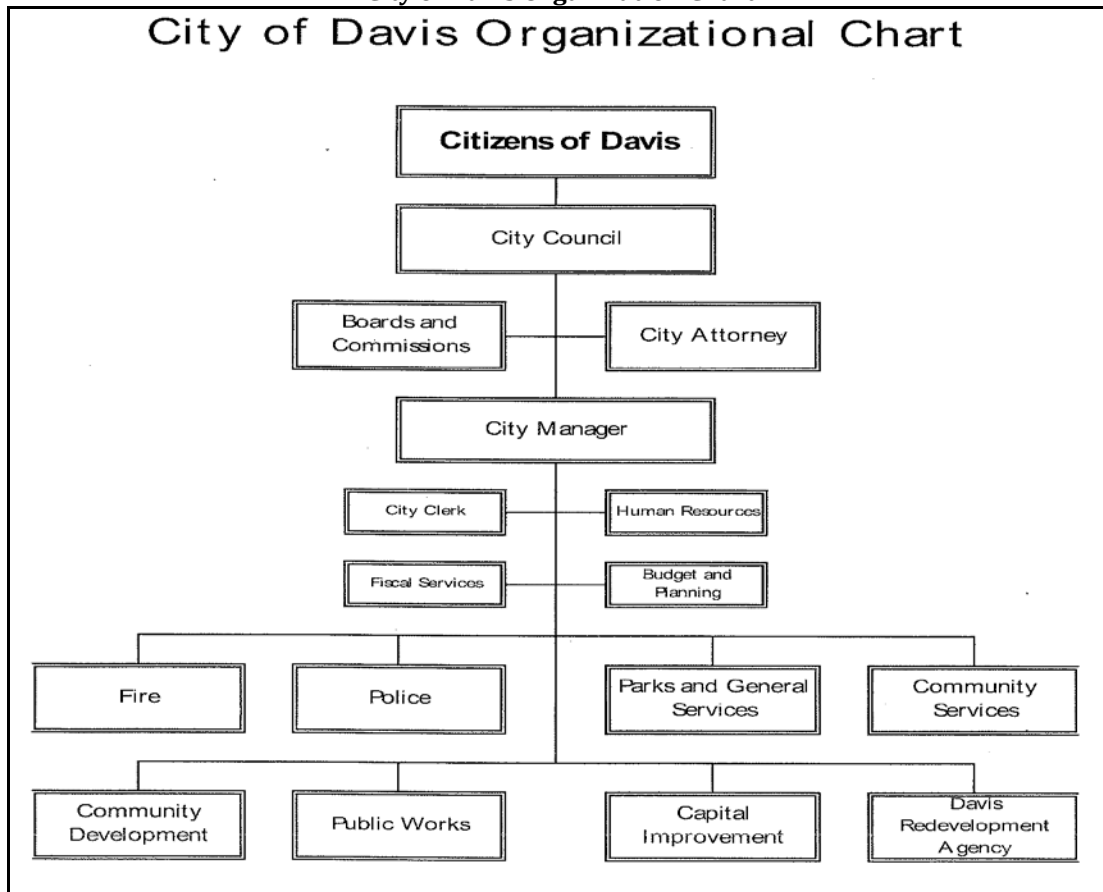 City of Davis Organizational Chart
Citizens of Davis
City Council
Boards and
Commissions
City Attorney
City Manager
City Clerk
Human Resources
Fiscal Services
Budget and
Planning
Fire
Police
Parks and General
Services
Community
Services
Community
Development
Public Works
Capital
Improvement
Davis
Redevelopment
Agency